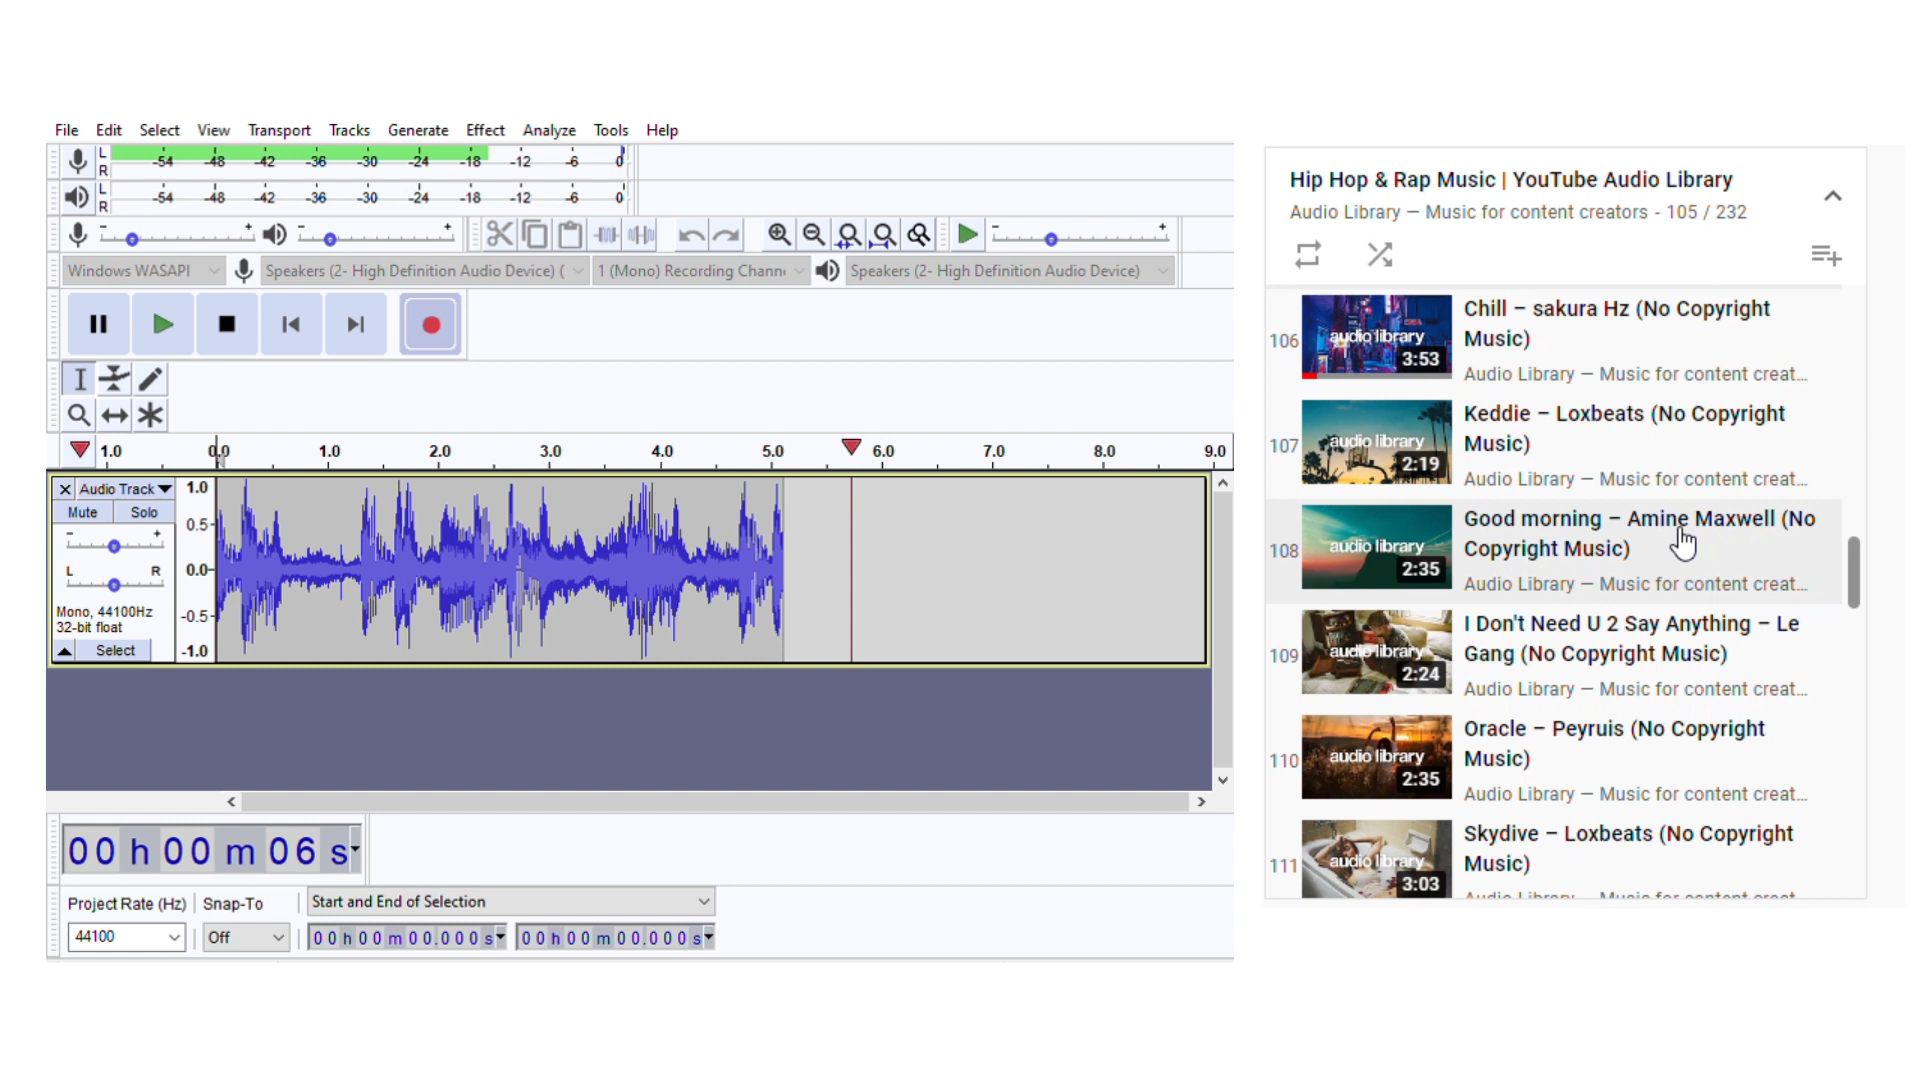 File Edit Select View Transport Tracks Generate Effect Analyze Tools Help
L R -54 -48 -42 -36 -30 -24 -18 -12 -6 0
L R -54 -48 -42 -36 -30 -24 -18 -12 -6 0
- + - + - +
Windows WASAPI Speakers (2- High Definition Audio Device) ( 1 (Mono) Recording Channe Speakers (2- High Definition Audio Device)
1.0 0.0 1.0 2.0 3.0 4.0 5.0 6.0 7.0 8.0 9.0
Audio Track 1.0
Mute Solo 0.5
- +
L R 0.0
Mono, 44100Hz
32-bit float -0.5
Select -1.0
00 h 00 m 06 s
Project Rate (Hz) Snap-To Start and End of Selection
44100 Off 00 h 00 m 00.000 s 00 h 00 m 00.000 s
Hip Hop & Rap Music | YouTube Audio Library
Audio Library — Music for content creators - 105 / 232
106 audio library 3:53
Chill – sakura Hz (No Copyright
Music)
Audio Library — Music for content creat...
107 audio library 2:19
Keddie – Loxbeats (No Copyright
Music)
Audio Library — Music for content creat...
108 audio library 2:35
Good morning – Amine Maxwell (No
Copyright Music)
Audio Library — Music for content creat...
109 audio library 2:24
I Don't Need U 2 Say Anything – Le
Gang (No Copyright Music)
Audio Library — Music for content creat...
110 audio library 2:35
Oracle – Peyruis (No Copyright
Music)
Audio Library — Music for content creat...
111 audio library 3:03
Skydive – Loxbeats (No Copyright
Music)
Audio Library — Music for content creat...